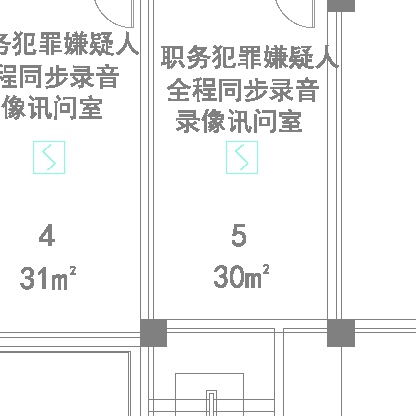 务犯罪嫌疑人
程同步录音
像讯问室
4
31m²
职务犯罪嫌疑人
全程同步录音
录像讯问室
5
30m²